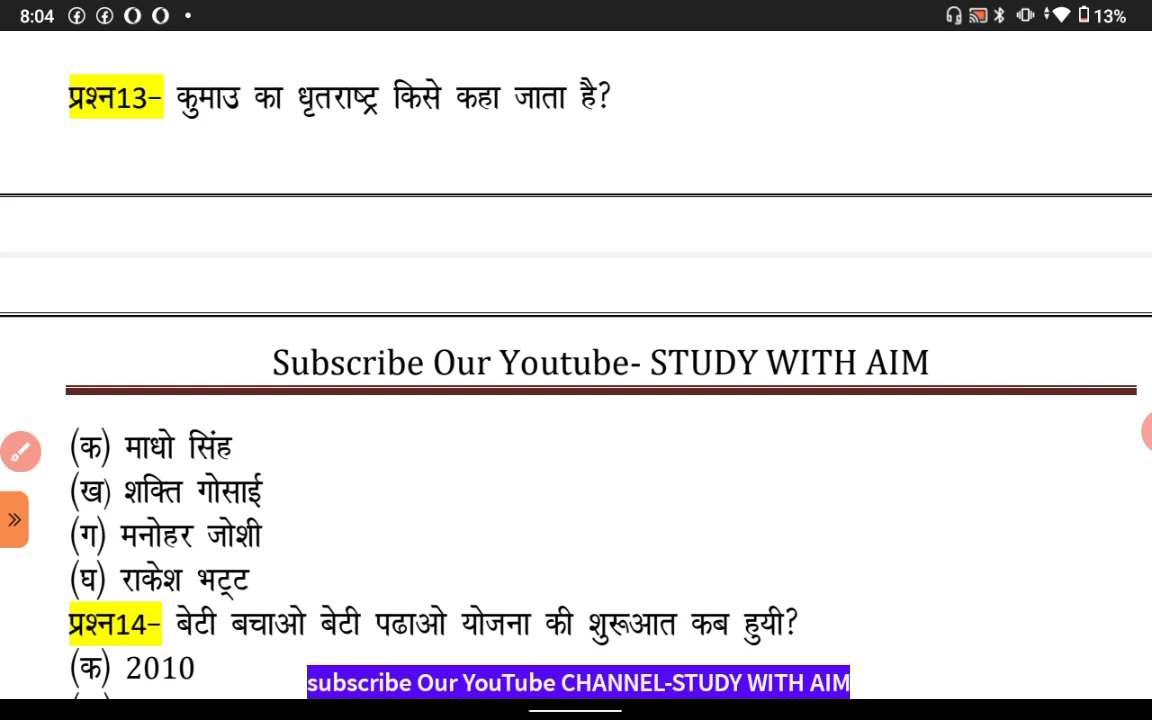 8:04
13%
प्रश्न13- कुमाउ का धृतराष्ट्र किसे कहा जाता है?
Subscribe Our Youtube- STUDY WITH AIM
(क) माधो सिंह
(ख) शक्ति गोसाई
(ग) मनोहर जोशी
(घ) राकेश भट्ट
प्रश्न14- बेटी बचाओ बेटी पढाओ योजना की शुरूआत कब हुयी?
(क) 2010
subscribe Our YouTube CHANNEL-STUDY WITH AIM